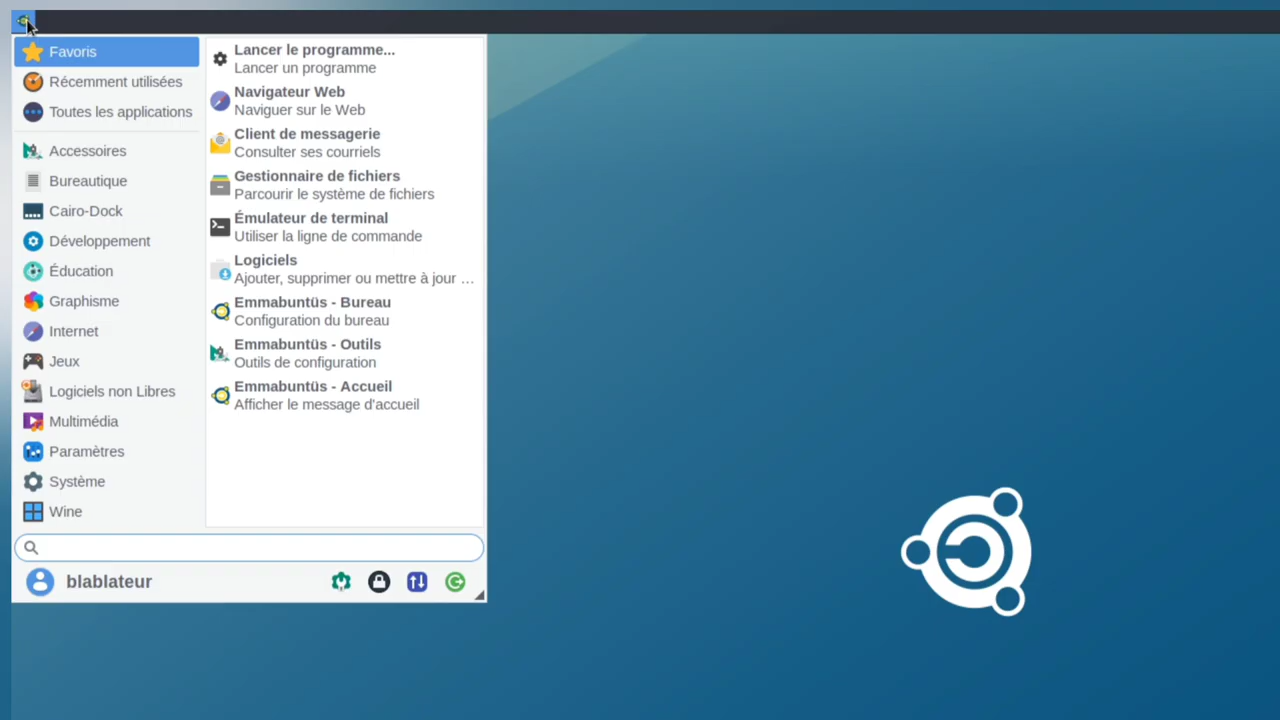 Favoris
Récemment utilisées
Toutes les applications
Accessoires
Bureautique
Cairo-Dock
Développement
Éducation
Graphisme
Internet
Jeux
Logiciels non Libres
Multimédia
Paramètres
Système
Wine
Lancer le programme...
Lancer un programme
Navigateur Web
Naviguer sur le Web
Client de messagerie
Consulter ses courriels
Gestionnaire de fichiers
Parcourir le système de fichiers
Émulateur de terminal
Utiliser la ligne de commande
Logiciels
Ajouter, supprimer ou mettre à jour …
Emmabuntüs - Bureau
Configuration du bureau
Emmabuntüs - Outils
Outils de configuration
Emmabuntüs - Accueil
Afficher le message d'accueil
blablateur